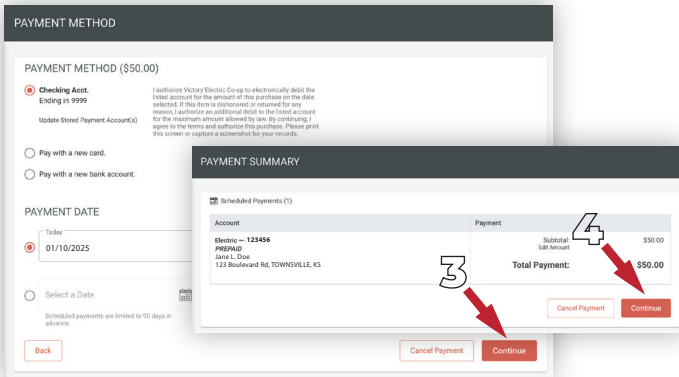 PAYMENT METHOD
PAYMENT METHOD ($50.00)
Checking Acct.
Ending in 9999
Update Stored Payment Account(s)
I authorize Victory Electric Co-op to electronically debit the
listed account for the amount of this purchase on the date
selected. If this item is dishonored or returned for any
reason, I authorize an additional debit to the listed account
for the maximum amount allowed by law. By continuing, I
agree to the terms and authorize this purchase. Please print
this screen or capture a screenshot for your records.
Pay with a new card.
Pay with a new bank account.
PAYMENT DATE
Today
01/10/2025
Select a Date
Scheduled payments are limited to 90 days in
advance.
Back
Cancel Payment
Continue
3
PAYMENT SUMMARY
Scheduled Payments (1)
Account
Payment
Electric – 123456
PREPAID
Jane L. Doe
123 Boulevard Rd, TOWNSVILLE, KS
Subtotal: $50.00
Edit Amount
Total Payment: $50.00
4
Cancel Payment
Continue